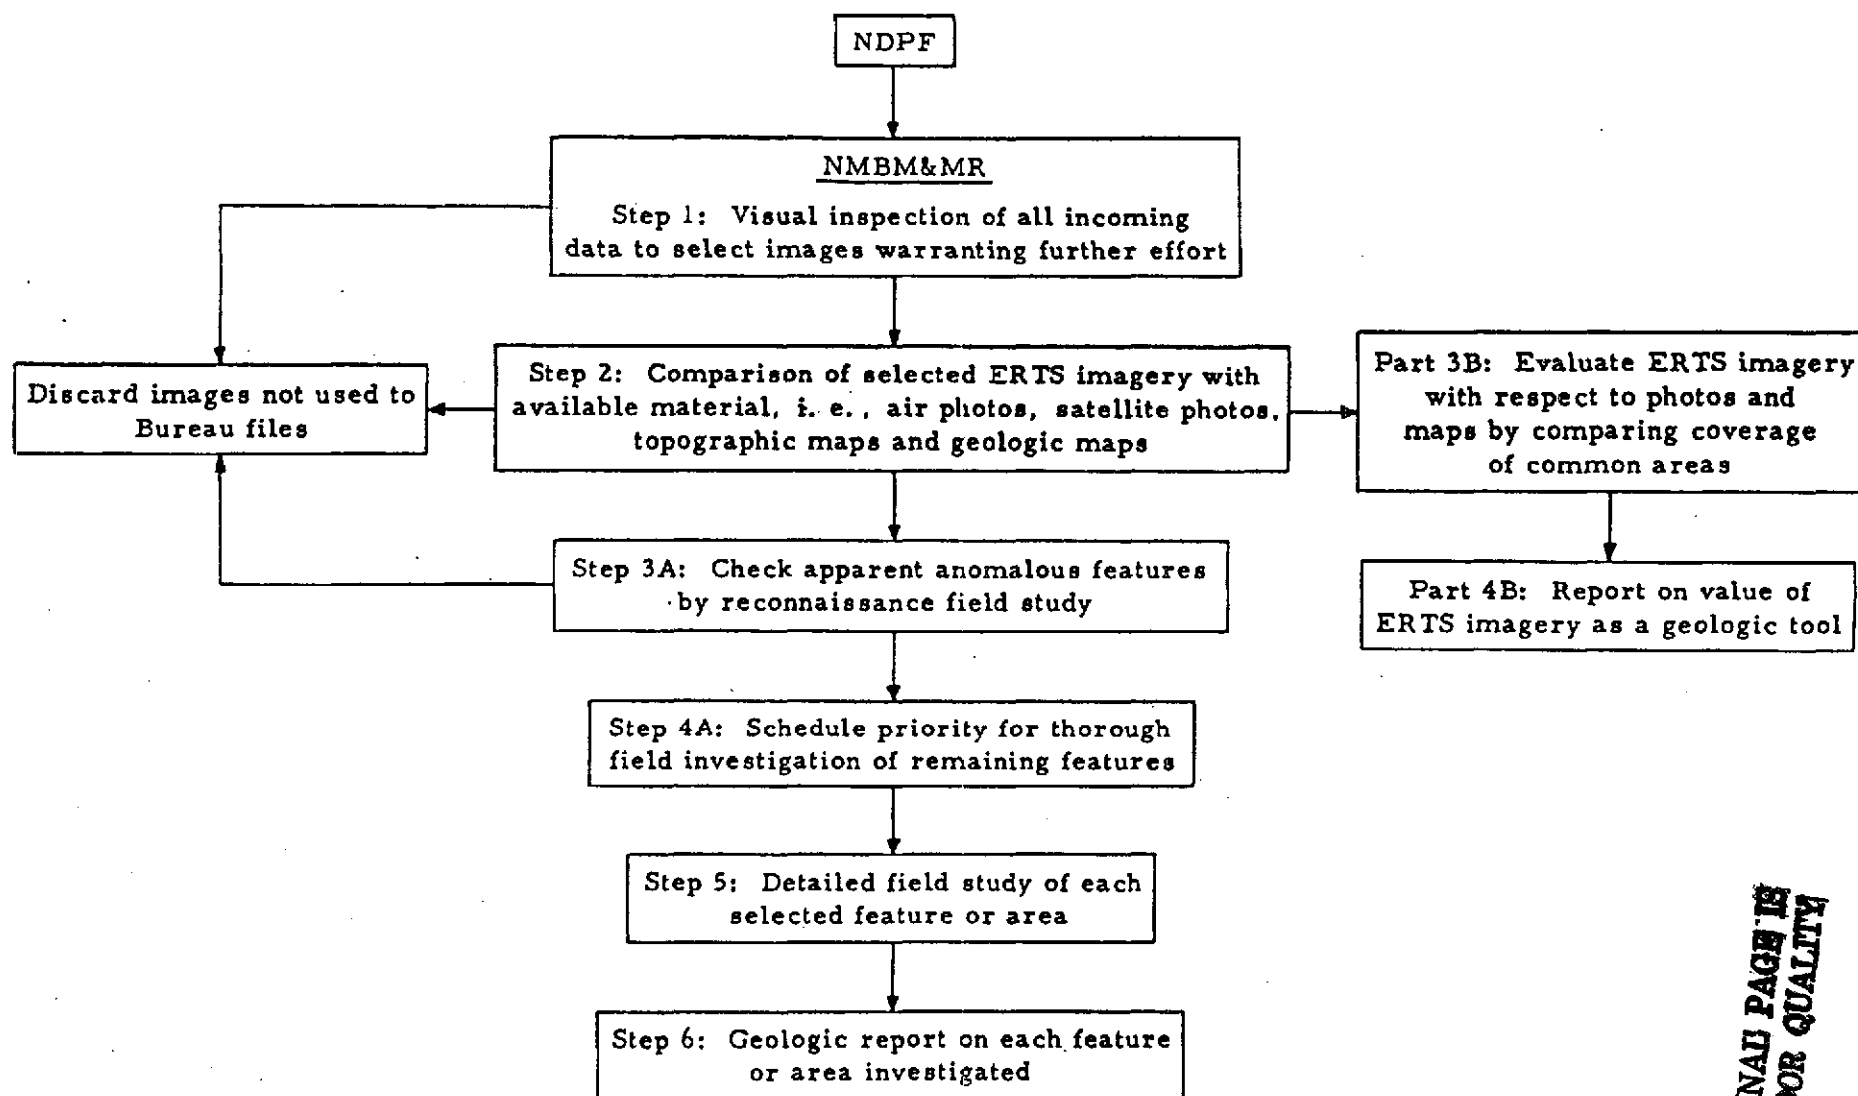 NDPF
NMBM&MR
Step 1: Visual inspection of all incoming
data to select images warranting further effort
Discard images not used to
Bureau files
Step 2: Comparison of selected ERTS imagery with
available material, i. e., air photos, satellite photos,
topographic maps and geologic maps
Part 3B: Evaluate ERTS imagery
with respect to photos and
maps by comparing coverage
of common areas
Step 3A: Check apparent anomalous features
by reconnaissance field study
Part 4B: Report on value of
ERTS imagery as a geologic tool
Step 4A: Schedule priority for thorough
field investigation of remaining features
Step 5: Detailed field study of each
selected feature or area
Step 6: Geologic report on each feature
or area investigated
PAGE IS
QUALITY